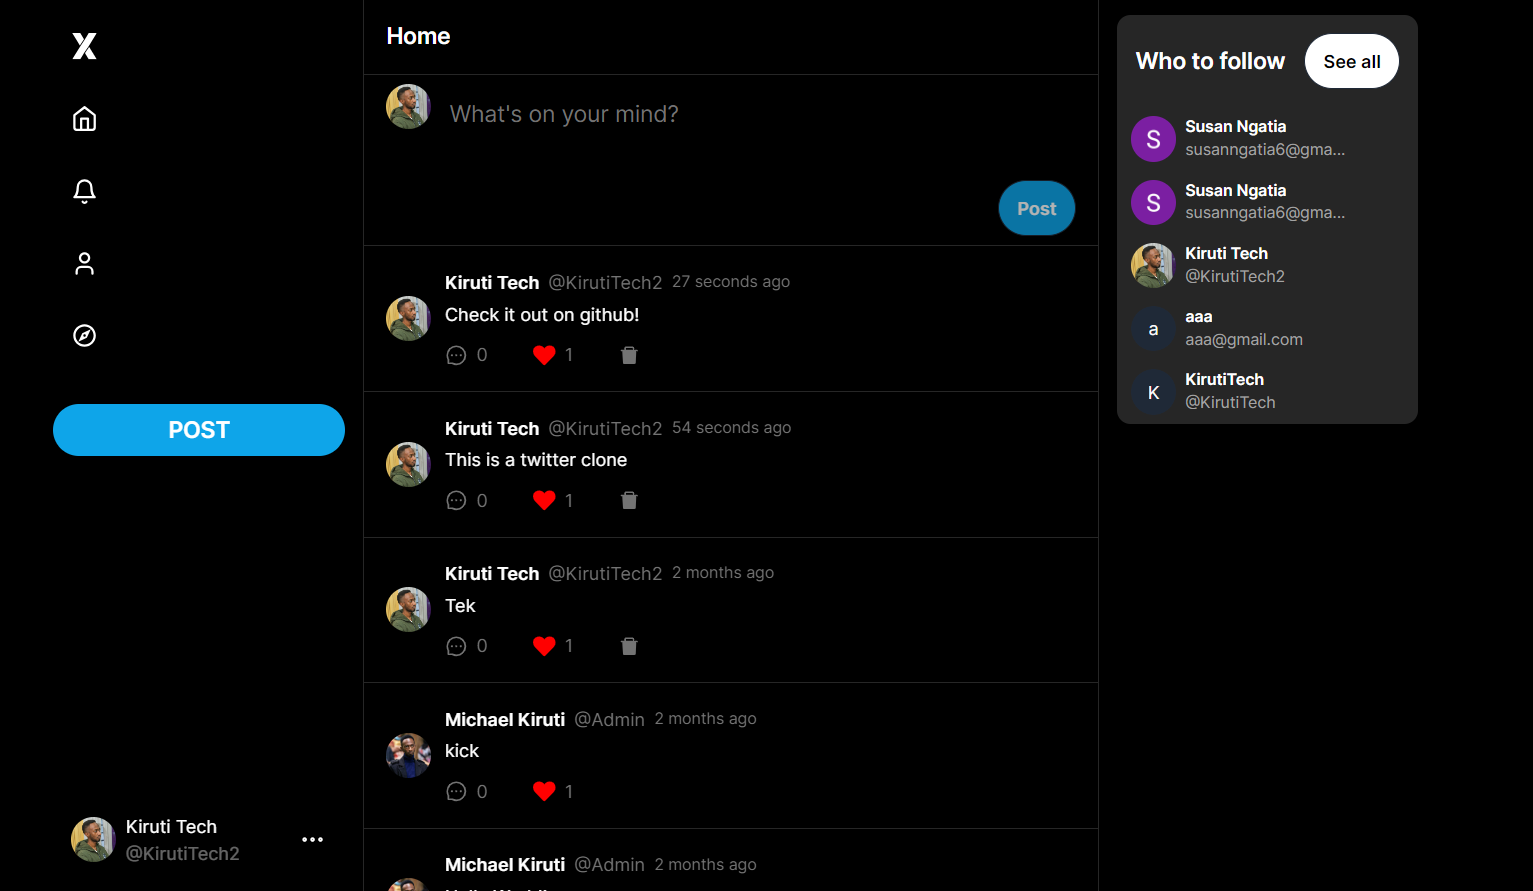 Home
What's on your mind?
Post
Kiruti Tech @KirutiTech2 27 seconds ago
Check it out on github!
0 1
Kiruti Tech @KirutiTech2 54 seconds ago
This is a twitter clone
0 1
Kiruti Tech @KirutiTech2 2 months ago
Tek
0 1
Michael Kiruti @Admin 2 months ago
kick
0 1
Michael Kiruti @Admin 2 months ago
POST
Kiruti Tech
@KirutiTech2
Who to follow See all
S
Susan Ngatia
susanngatia6@gma...
S
Susan Ngatia
susanngatia6@gma...
Kiruti Tech
@KirutiTech2
a
aaa
aaa@gmail.com
K
KirutiTech
@KirutiTech